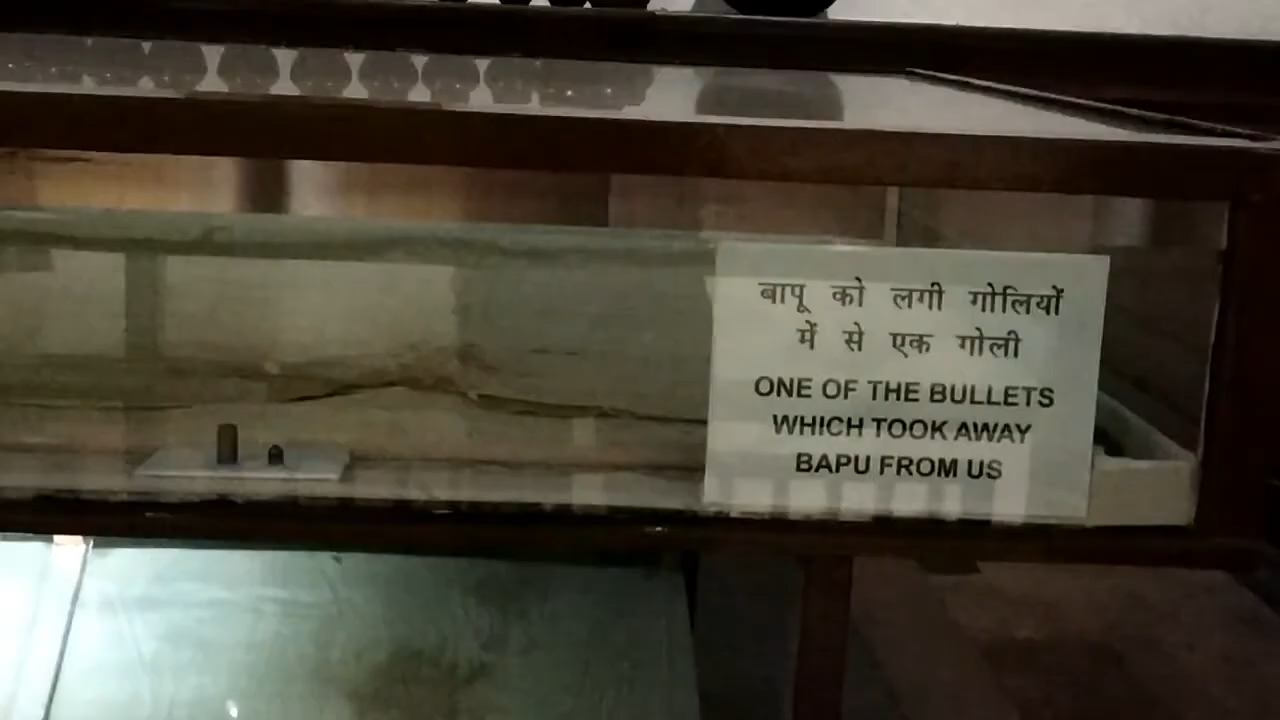 बापू को लगी गोलियों
में से एक गोली
ONE OF THE BULLETS
WHICH TOOK AWAY
BAPU FROM US